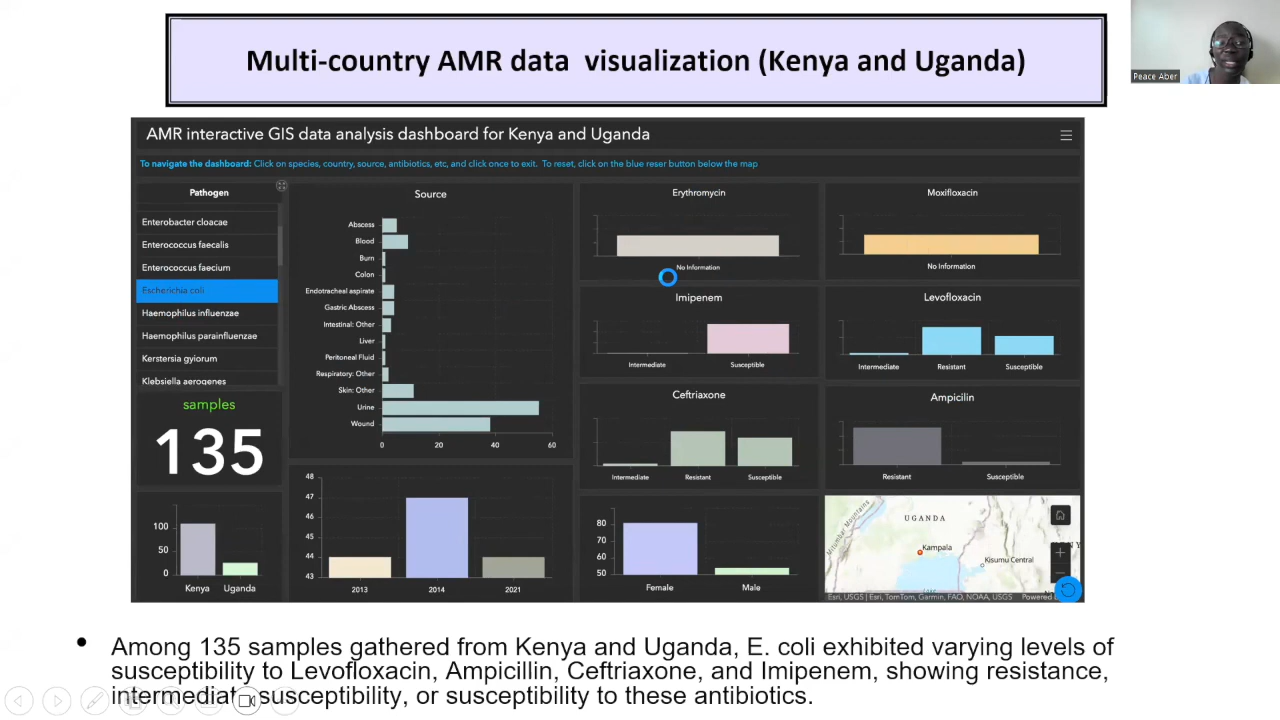 Multi-country AMR data visualization (Kenya and Uganda)
Peace Aber
AMR interactive GIS data analysis dashboard for Kenya and Uganda
To navigate the dashboard: Click on species, country, source, antibiotics, etc, and click once to exit. To reset, click on the blue reser button below the map
Pathogen
Enterobacter cloacae
Enterococcus faecalis
Enterococcus faecium
Escherichia coli
Haemophilus influenzae
Haemophilus parainfluenzae
Kerstersia gyiorum
Klebsiella aerogenes
samples
135
100
50
0
Kenya
Uganda
Source
Abscess
Blood
Burn
Colon
Endotracheal aspirate
Gastric Abscess
Intestinal: Other
Liver
Peritoneal Fluid
Respiratory: Other
Skin: Other
Urine
Wound
0 20 40 60
48
47
46
45
44
43
2013 2014 2021
Erythromycin
No Information
Moxifloxacin
No Information
Imipenem
Intermediate Susceptible
Levofloxacin
Intermediate Resistant Susceptible
Ceftriaxone
Intermediate Resistant Susceptible
Ampicilin
Resistant Susceptible
80
70
60
50
Female Male
Mitumbar Mountains
UGANDA
Kampala
Kisumu Central
Esri, USGS | Esri, TomTom, Garmin, FAO, NOAA, USGS Powered
• Among 135 samples gathered from Kenya and Uganda, E. coli exhibited varying levels of
susceptibility to Levofloxacin, Ampicillin, Ceftriaxone, and Imipenem, showing resistance,
intermediate susceptibility, or susceptibility to these antibiotics.